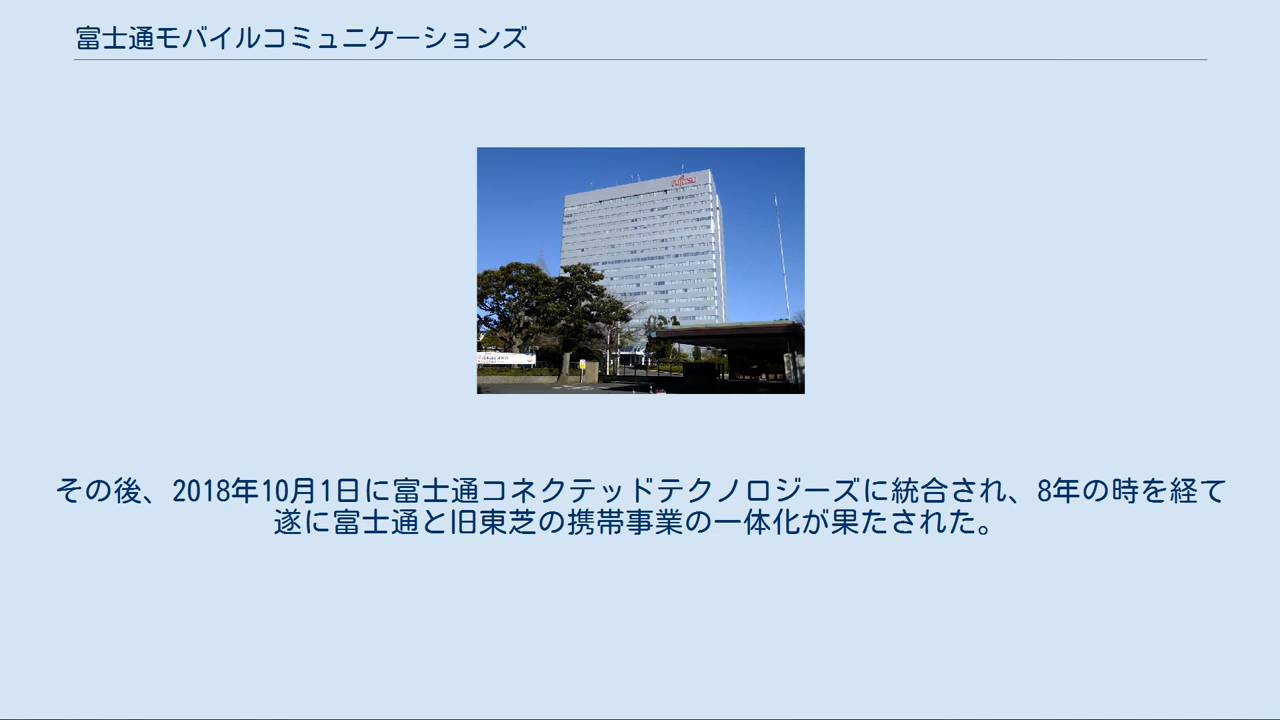 富士通モバイルコミュニケーションズ
FUJITSU
その後、2018年10月1日に富士通コネクテッドテクノロジーズに統合され、8年の時を経て
遂に富士通と旧東芝の携帯事業の一体化が果たされた。